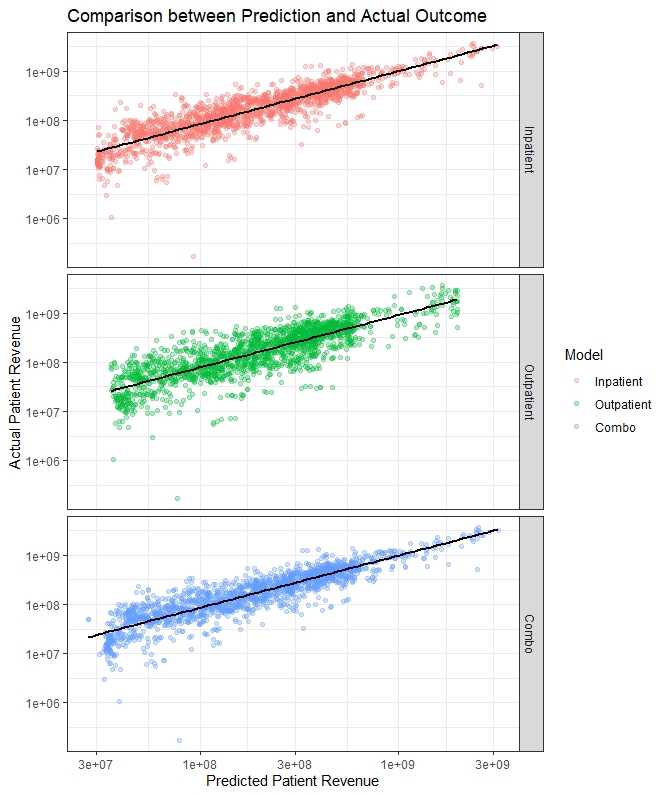 Comparison between Prediction and Actual Outcome
1e+09
1e+08
1e+07
1e+06
Inpatient
1e+09
1e+08
1e+07
1e+06
Outpatient
1e+09
1e+08
1e+07
1e+06
Combo
3e+07 1e+08 3e+08 1e+09 3e+09
Predicted Patient Revenue
Actual Patient Revenue
Model
Inpatient
Outpatient
Combo